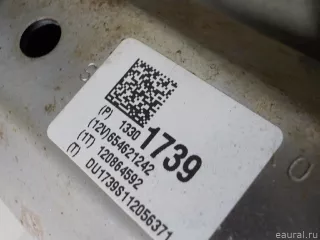 (P) 1330 1739
(12V)654621242
(1T) 120864592
(T) DU1739S112056371
eaural.ru